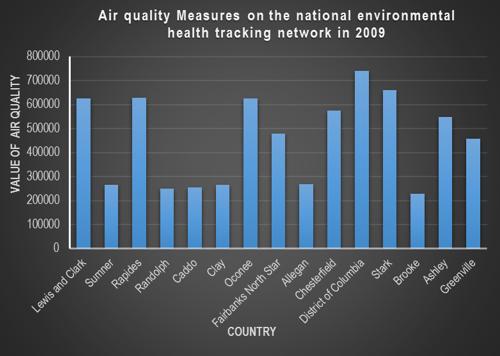 Air quality Measures on the national environmental
health tracking network in 2009
VALUE OF AIR QUALITY
800000
700000
600000
500000
400000
300000
200000
100000
0
Lewis and Clark
Sumner
Rapides
Randolph
Caddo
Clay
Oconee
Fairbanks North Star
Allegan
Chesterfield
District of Columbia
Stark
Brooke
Ashley
Greenville
COUNTRY